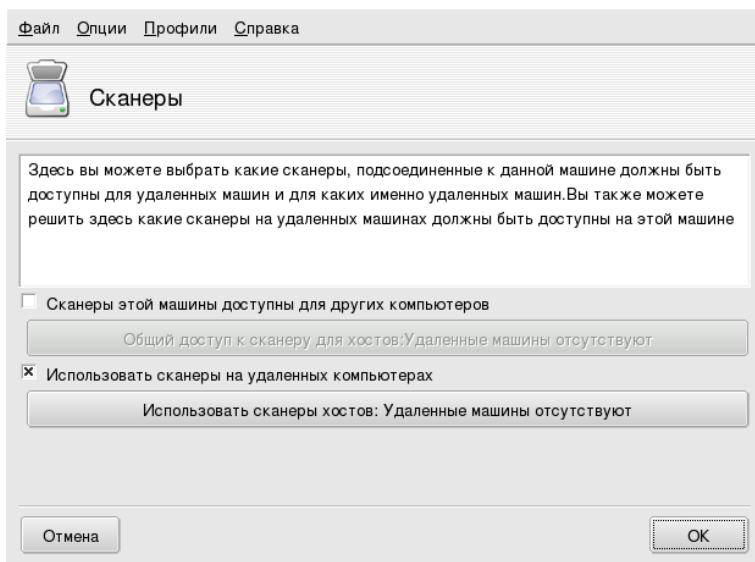 Файл Опции Профили Справка
Сканеры
Здесь вы можете выбрать какие сканеры, подсоединенные к данной машине должны быть
доступны для удаленных машин и для каких именно удаленных машин.Вы также можете
решить здесь какие сканеры на удаленных машинах должны быть доступны на этой машине
Сканеры этой машины доступны для других компьютеров
Общий доступ к сканеру для хостов:Удаленные машины отсутствуют
Использовать сканеры на удаленных компьютерах
Использовать сканеры хостов: Удаленные машины отсутствуют
Отмена OK